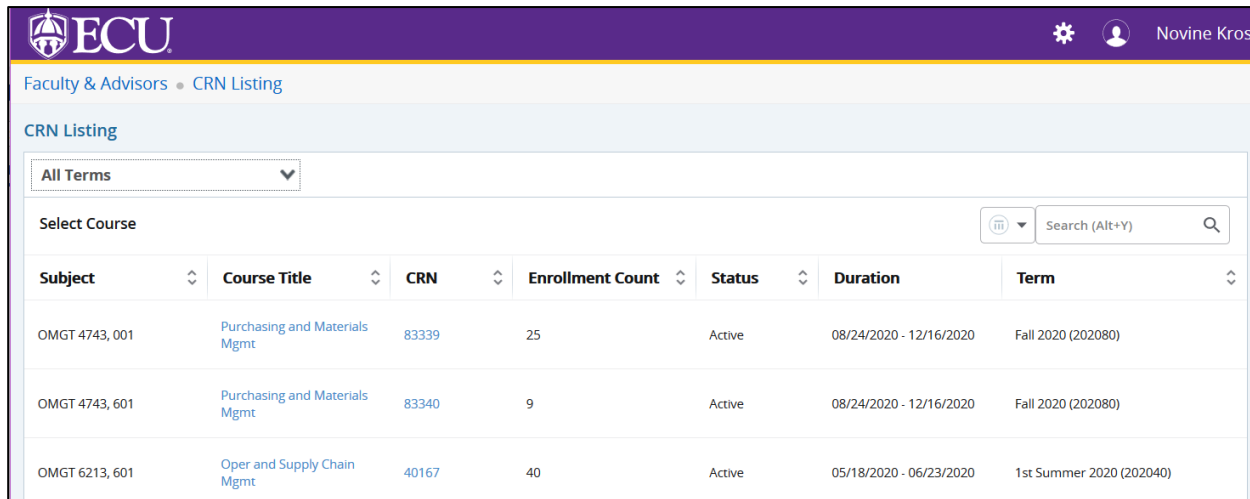 ECU
Novine Kros
Faculty & Advisors • CRN Listing
CRN Listing
All Terms
Select Course
Search (Alt+Y)
Subject Course Title CRN Enrollment Count Status Duration Term
OMGT 4743, 001 Purchasing and Materials Mgmt 83339 25 Active 08/24/2020 - 12/16/2020 Fall 2020 (202080)
OMGT 4743, 601 Purchasing and Materials Mgmt 83340 9 Active 08/24/2020 - 12/16/2020 Fall 2020 (202080)
OMGT 6213, 601 Oper and Supply Chain Mgmt 40167 40 Active 05/18/2020 - 06/23/2020 1st Summer 2020 (202040)